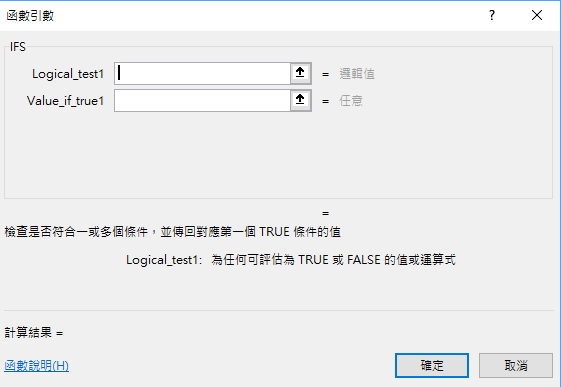 函數引數 ? ×
IFS
Logical_test1 = 邏輯值
Value_if_true1 = 任意
=
檢查是否符合一或多個條件，並傳回對應第一個 TRUE 條件的值
Logical_test1: 為任何可評估為 TRUE 或 FALSE 的值或運算式
計算結果 =
函數說明(H) 確定 取消